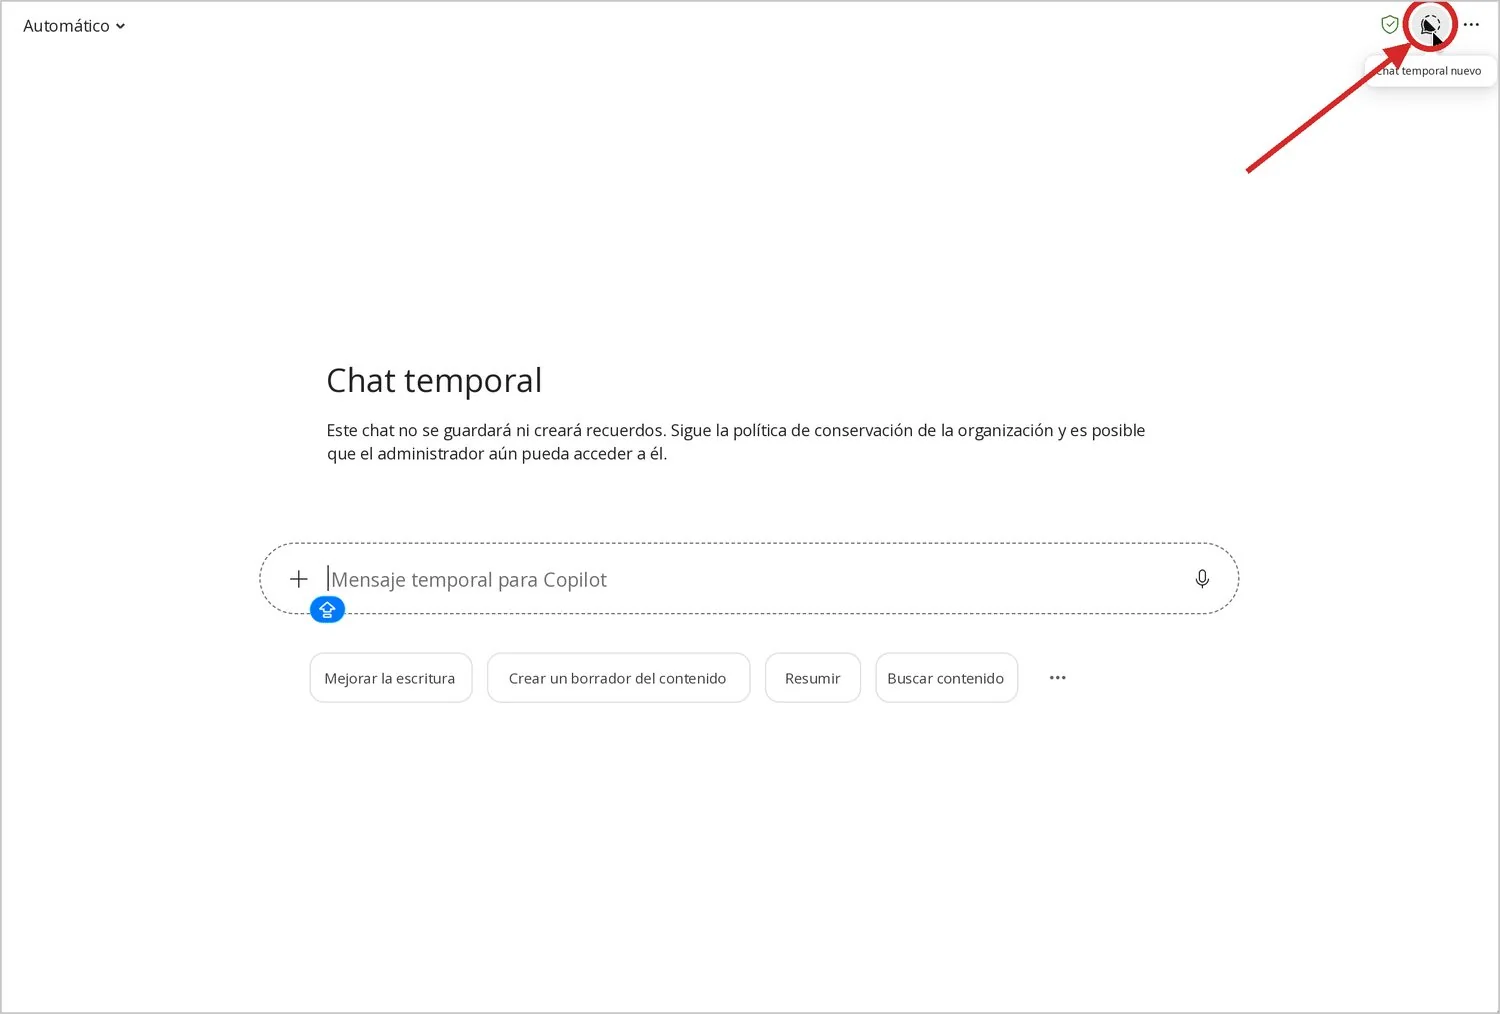 Automático
Chat temporal nuevo
Chat temporal
Este chat no se guardará ni creará recuerdos. Sigue la política de conservación de la organización y es posible
que el administrador aún pueda acceder a él.
Mensaje temporal para Copilot
Mejorar la escritura
Crear un borrador del contenido
Resumir
Buscar contenido